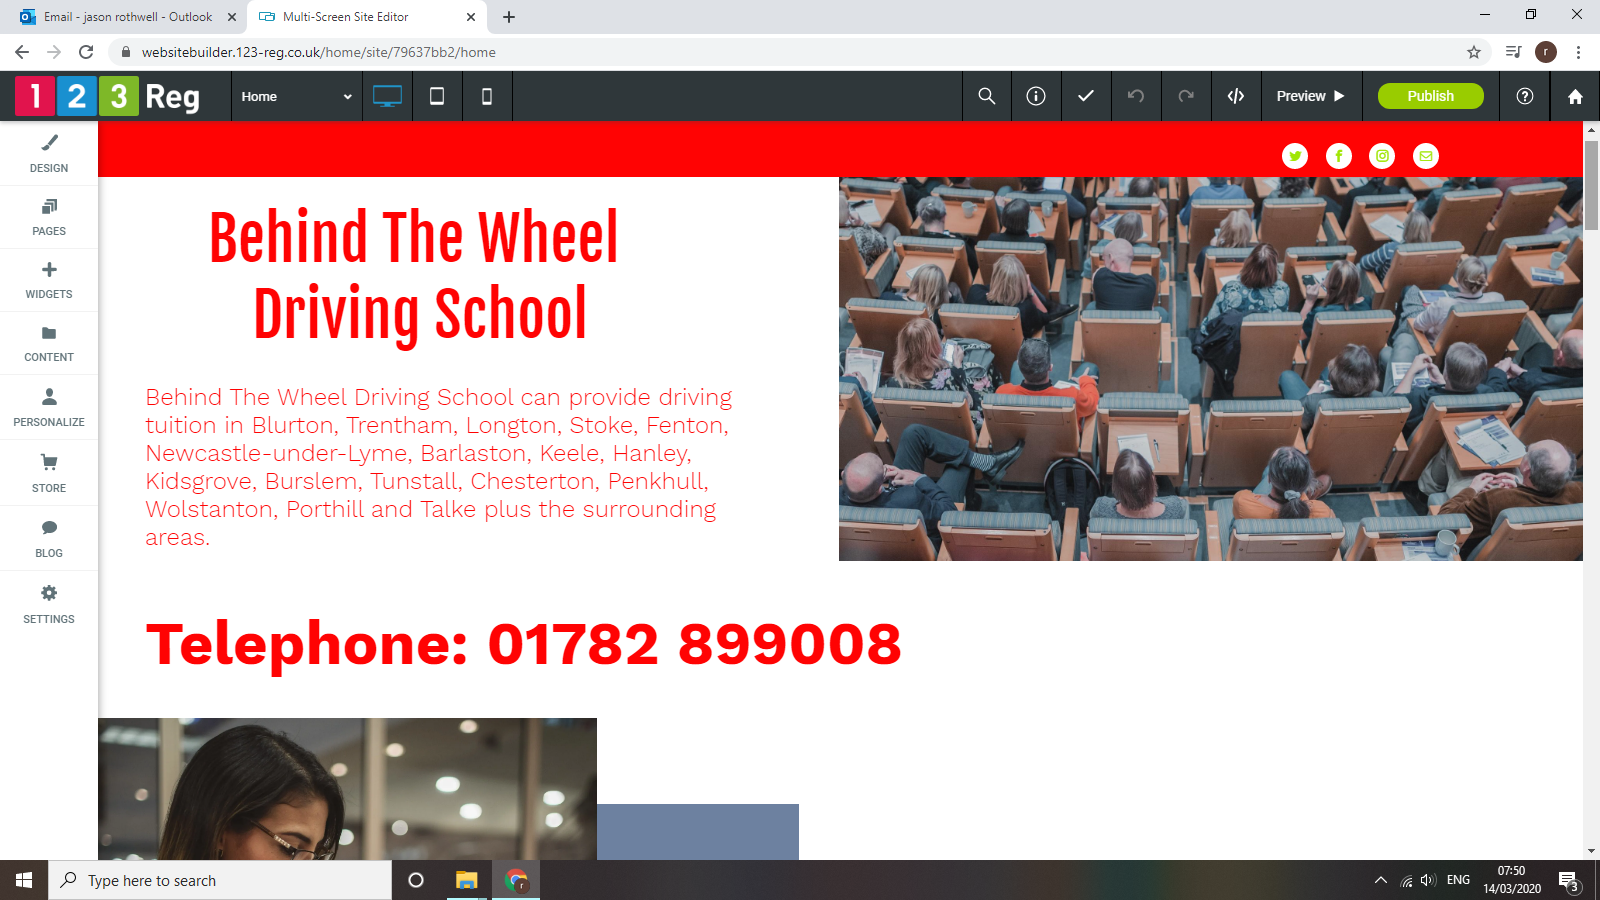 Email - jason rothwell - Outlook
Multi-Screen Site Editor
websitebuilder.123-reg.co.uk/home/site/79637bb2/home
r
1 2 3 Reg
Home
Preview
Publish
DESIGN
PAGES
WIDGETS
CONTENT
PERSONALIZE
STORE
BLOG
SETTINGS
Behind The Wheel
Driving School
Behind The Wheel Driving School can provide driving
tuition in Blurton, Trentham, Longton, Stoke, Fenton,
Newcastle-under-Lyme, Barlaston, Keele, Hanley,
Kidsgrove, Burslem, Tunstall, Chesterton, Penkhull,
Wolstanton, Porthill and Talke plus the surrounding
areas.
Telephone: 01782 899008
Type here to search
r
ENG
07:50
14/03/2020
3